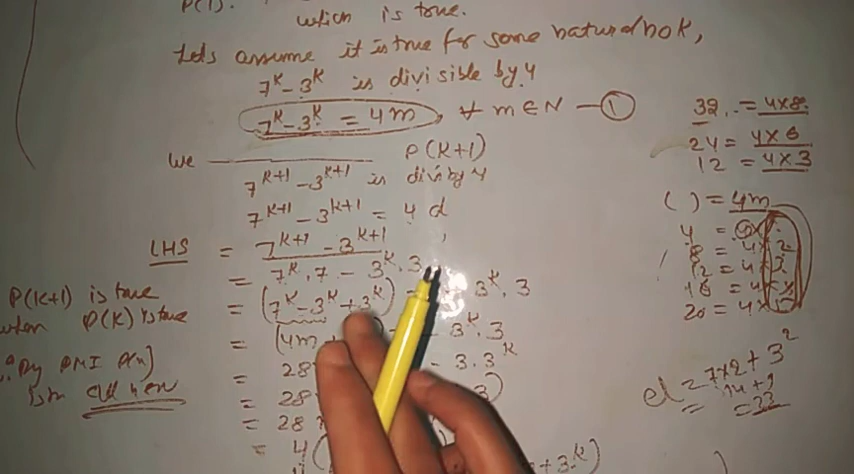 P(1).
which is true.
Lets assume it is true for some natural no K,
7^K - 3^K is divisible by 4
7^K - 3^K = 4m, ∀ m ∈ N — ①
We P(K+1)
7^{K+1} - 3^{K+1} is div by 4
7^{K+1} - 3^{K+1} = 4 d
LHS = 7^{K+1} - 3^{K+1}
7^K . 7 - 3^K . 3
= (7^K - 3^K + 3^K) 3^K . 3
= (4m - 3^K . 3
= 28 - 3 . 3^K
= 28 3)
= 28
= 4(
+ 3^K)
P(K+1) is true
when P(K) is true
∴ By PMI P(n)
is true all n ∈ N
32 = 4×8
24 = 4×6
12 = 4×3
( ) = 4m
4 =
8 = 4×2
12 = 4×3
16 = 4×
20 = 4×5
= 7×2 + 3^2
14 + 9
= 23